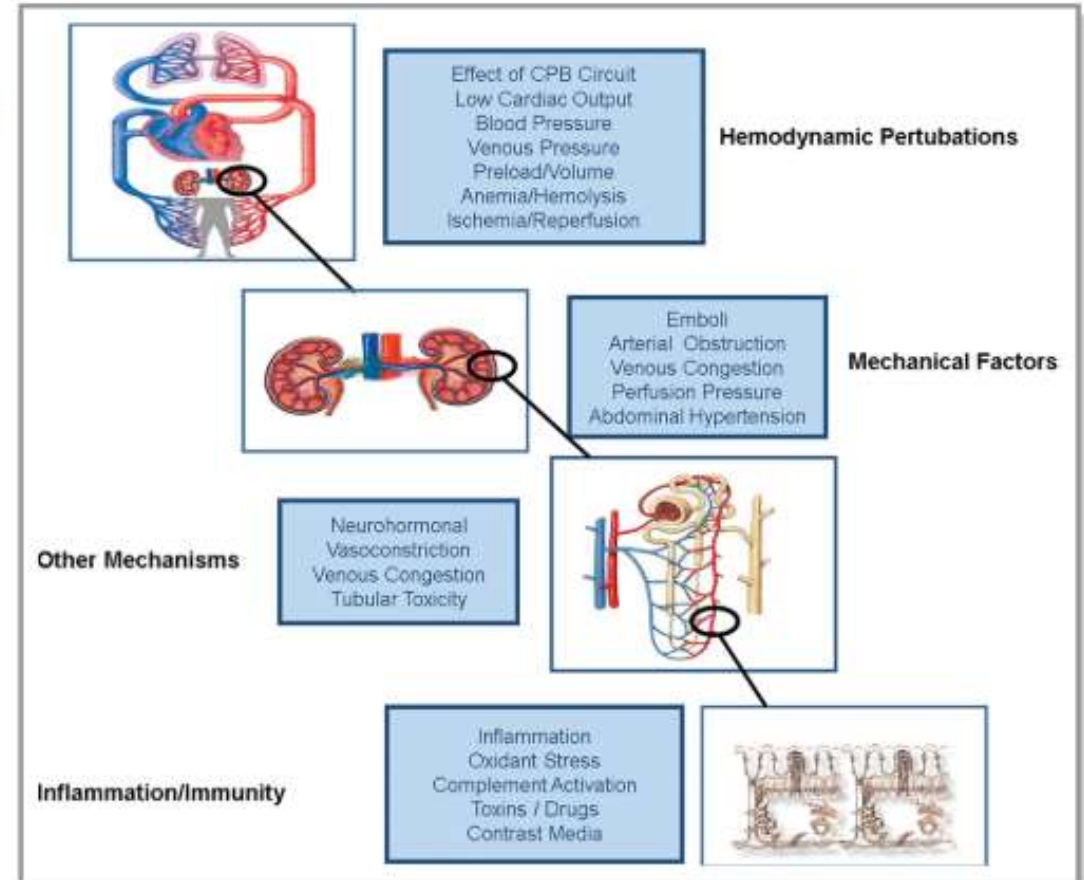 Effect of CPB Circuit
Low Cardiac Output
Blood Pressure
Venous Pressure
Preload/Volume
Anemia/Hemolysis
Ischemia/Reperfusion
Hemodynamic Pertubations
Emboli
Arterial Obstruction
Venous Congestion
Perfusion Pressure
Abdominal Hypertension
Mechanical Factors
Other Mechanisms
Neurohormonal
Vasoconstriction
Venous Congestion
Tubular Toxicity
Inflammation/Immunity
Inflammation
Oxidant Stress
Complement Activation
Toxins / Drugs
Contrast Media